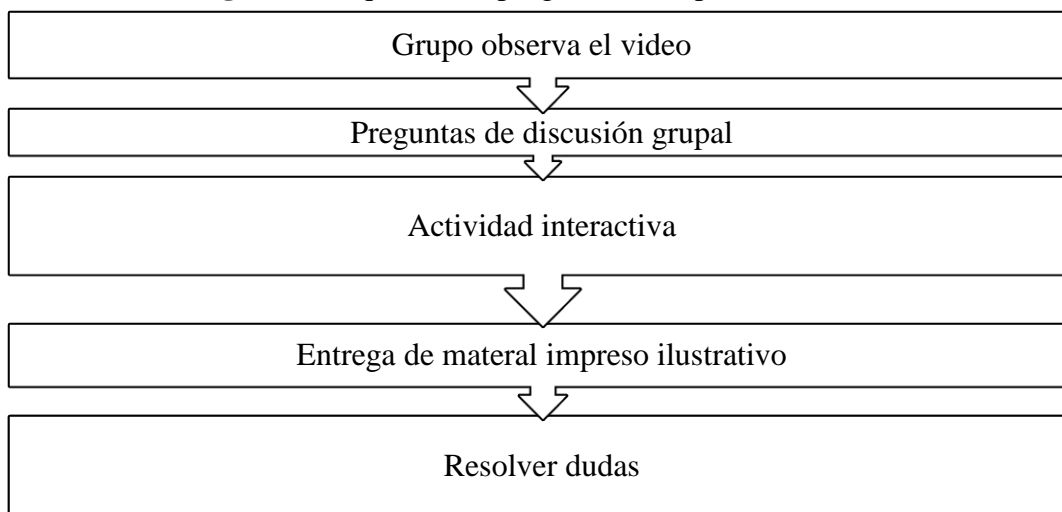 Grupo observa el video
Preguntas de discusión grupal
Actividad interactiva
Entrega de materal impreso ilustrativo
Resolver dudas